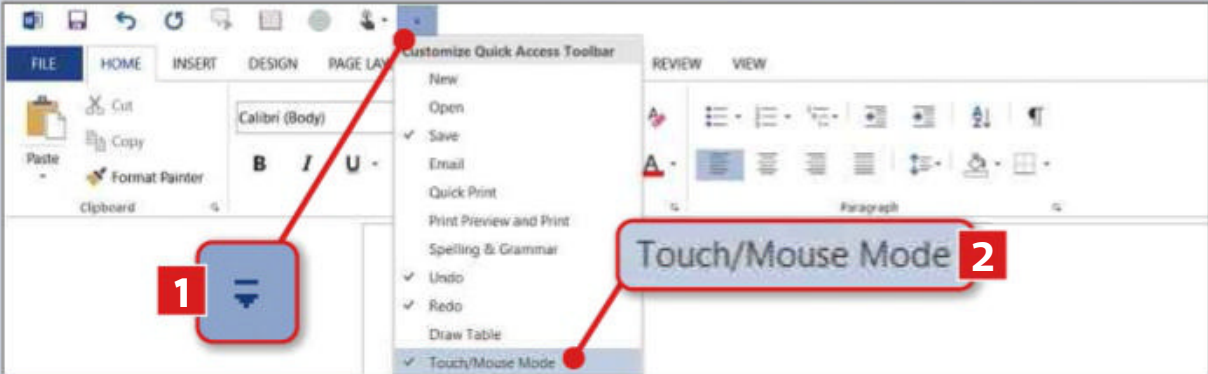 Customize Quick Access Toolbar
FILE HOME INSERT DESIGN PAGE LAY REVIEW VIEW
New
Open
Save
Email
Quick Print
Print Preview and Print
Spelling & Grammar
Undo
Redo
Draw Table
Touch/Mouse Mode
Cut
Copy
Paste
Format Painter
Clipboard
Calibri (Body)
B I U
A
Paragraph
1
Touch/Mouse Mode 2